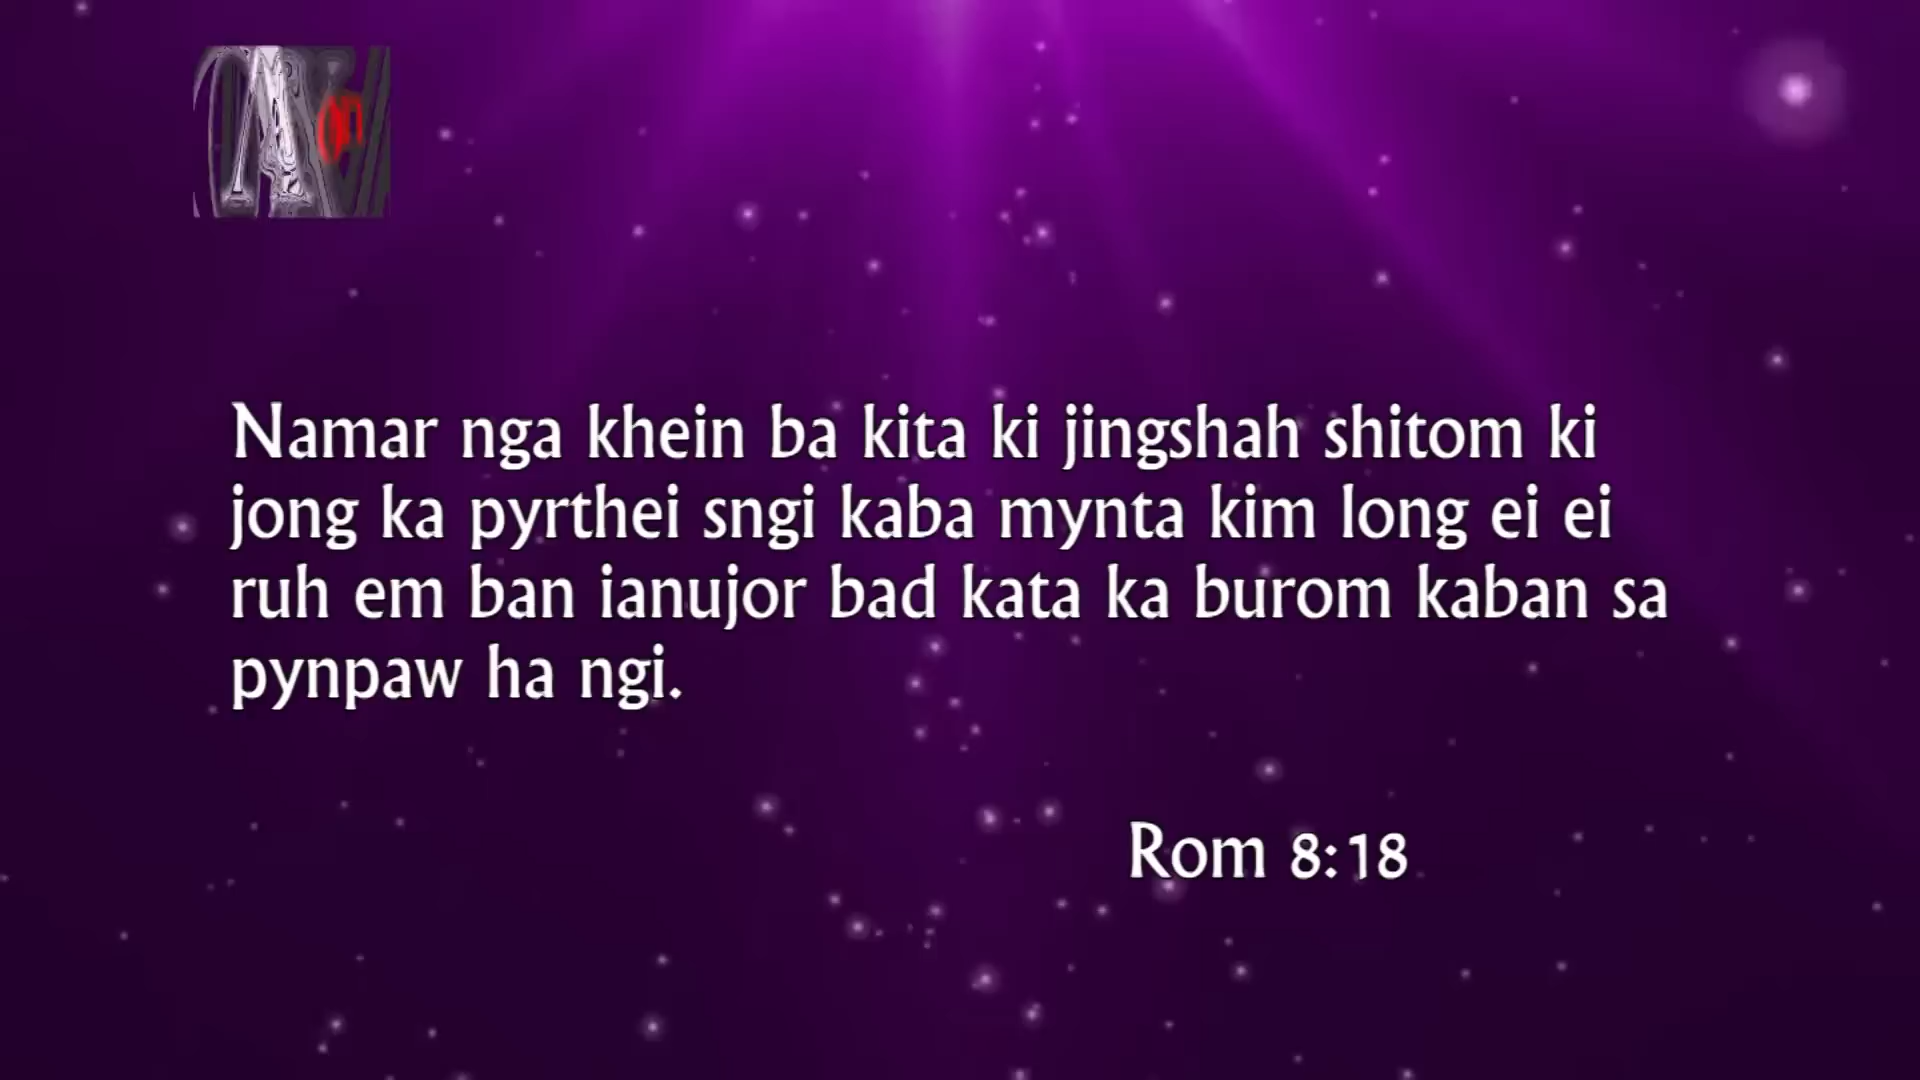 Namar nga khein ba kita ki jingshah shitom ki
jong ka pyrthei sngi kaba mynta kim long ei ei
ruh em ban ianujor bad kata ka burom kaban sa
pynpaw ha ngi.
Rom 8:18